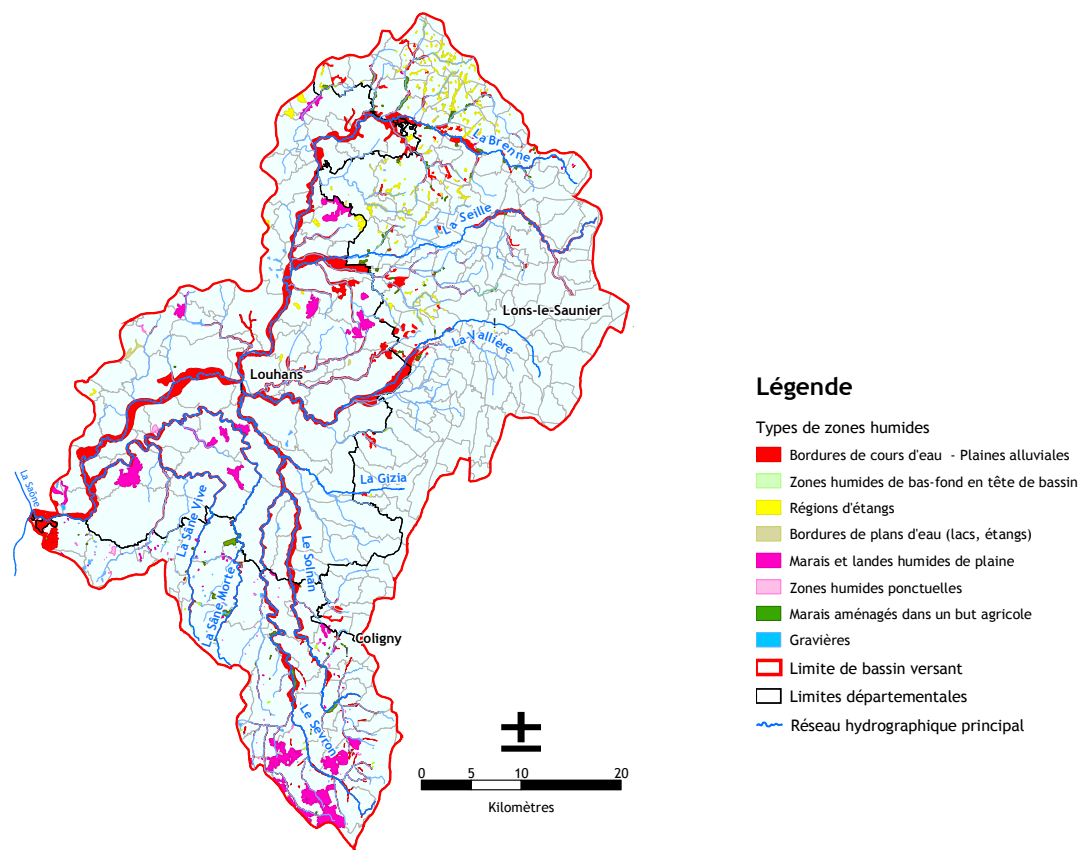 La Brenne
La Seille
Lons-le-Saunier
La Vallière
Louhans
La Gizia
La Saône
La Sâne Vive
Le Solnan
La Sâne Morte
Coligny
Le Sevron
Légende
Types de zones humides
Bordures de cours d'eau - Plaines alluviales
Zones humides de bas-fond en tête de bassin
Régions d'étangs
Bordures de plans d'eau (lacs, étangs)
Marais et landes humides de plaine
Zones humides ponctuelles
Marais aménagés dans un but agricole
Gravières
Limite de bassin versant
Limites départementales
Réseau hydrographique principal
0 5 10 20
Kilomètres